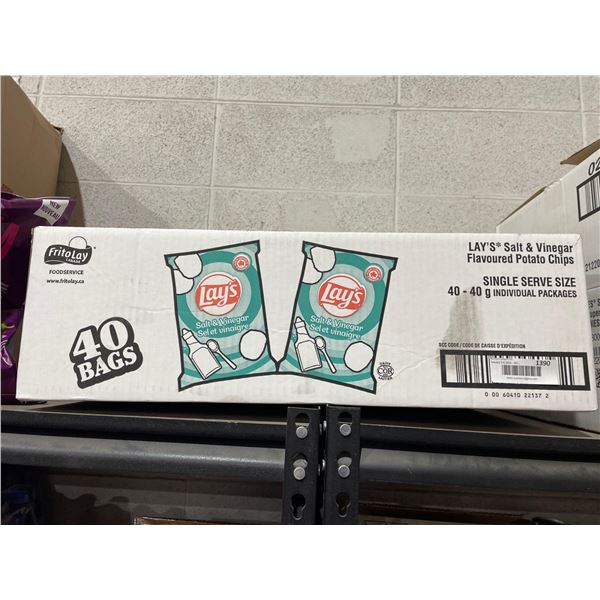 NEW
NOUVEAU
FritoLay
CANADA
FOODSERVICE
www.fritolay.ca
40
BAGS
Lay's
Salt & Vinegar
Sel et vinaigre
Lay's
Salt & Vinegar
Sel et vinaigre
COR
LAY'S* Salt & Vinegar
Flavoured Potato Chips
SINGLE SERVE SIZE
40 - 40 g INDIVIDUAL PACKAGES
SCC CODE / CODE DE CAISSE D'EXPÉDITION
1390
0 00 60410 22137 2